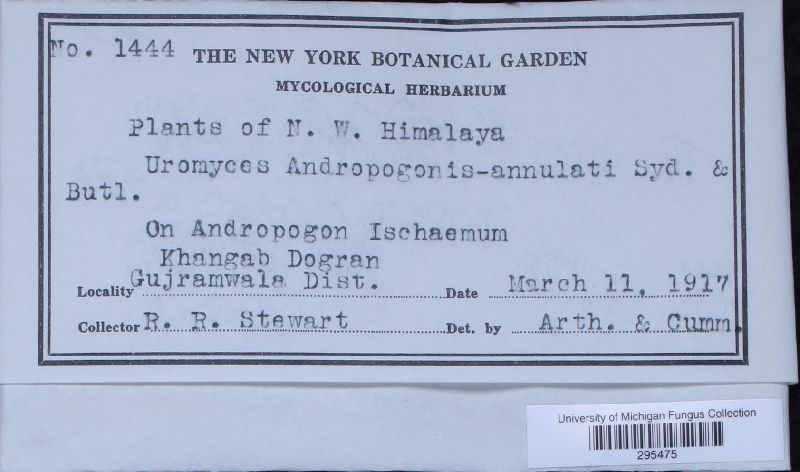 No. 1444 THE NEW YORK BOTANICAL GARDEN
MYCOLOGICAL HERBARIUM
Plants of N. W. Himalaya
Uromyces Andropogonis-annulati Syd. &
Butl.
On Andropogon Ischaemum
Khangab Dogran
Locality Gujramwala Dist. Date March 11, 1917
Collector R. R. Stewart Det. by Arth. & Cumm.
University of Michigan Fungus Collection
295475